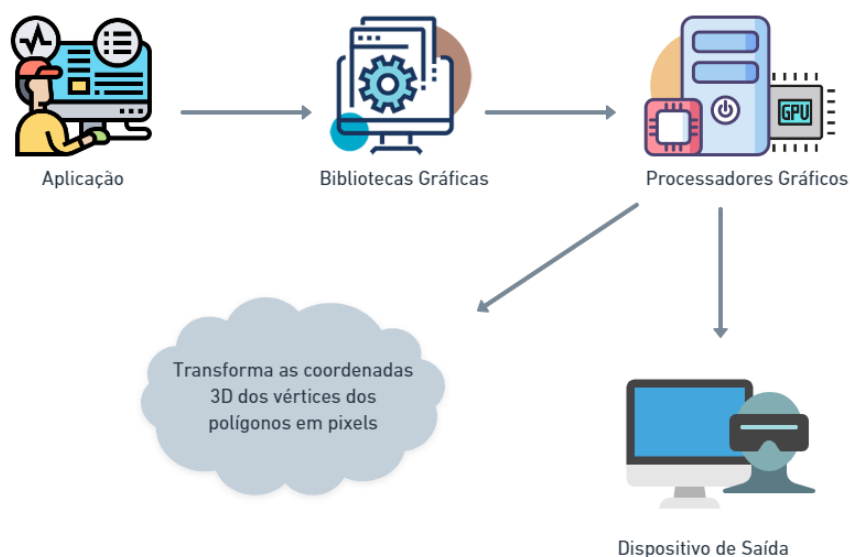 GPU
Aplicação
Bibliotecas Gráficas
Processadores Gráficos
Transforma as coordenadas
3D dos vértices dos
polígonos em pixels
Dispositivo de Saída